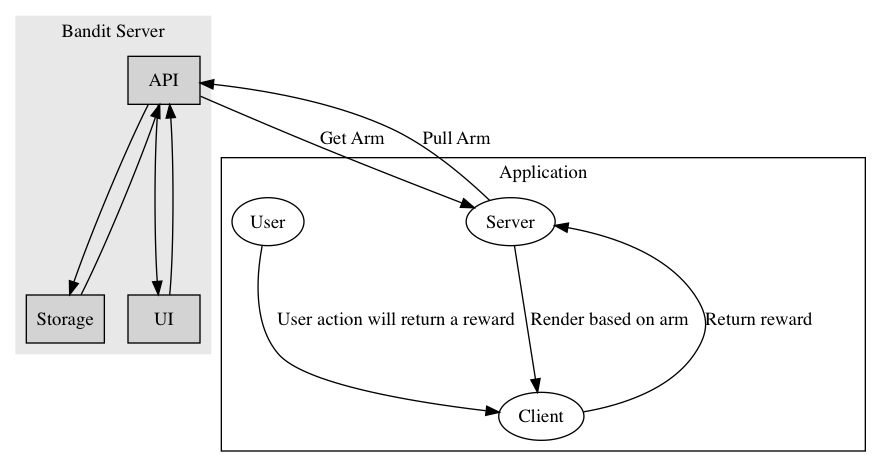 Bandit Server
API
Get Arm
Pull Arm
Application
User
Server
Storage
UI
User action will return a reward
Render based on arm
Return reward
Client